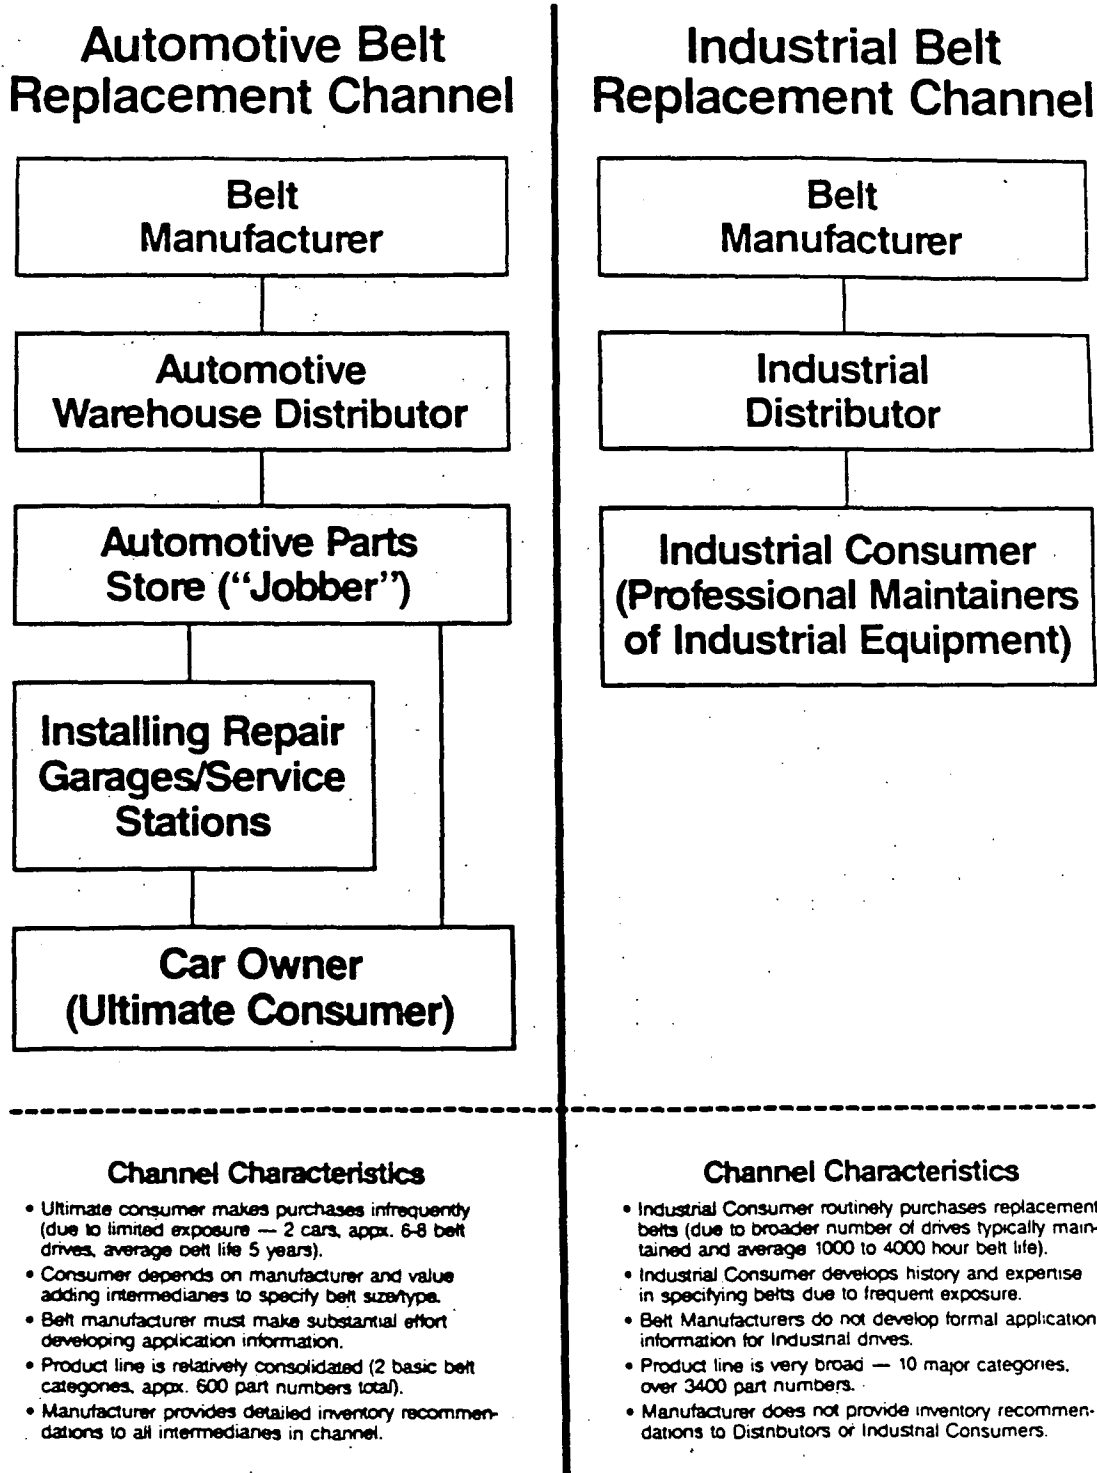 Automotive Belt
Replacement Channel
Belt
Manufacturer
Automotive
Warehouse Distributor
Automotive Parts
Store (“Jobber”)
Installing Repair
Garages/Service
Stations
Car Owner
(Ultimate Consumer)
Channel Characteristics
• Ultimate consumer makes purchases infrequently
(due to limited exposure — 2 cars, appx. 6-8 belt
drives, average belt life 5 years).
• Consumer depends on manufacturer and value
adding intermedianes to specify belt size/type.
• Belt manufacturer must make substantial effort
developing application information.
• Product line is relatively consolidated (2 basic belt
categories, appx. 600 part numbers total).
• Manufacturer provides detailed inventory recommen-
dations to all intermedianes in channel.
Industrial Belt
Replacement Channel
Belt
Manufacturer
Industrial
Distributor
Industrial Consumer
(Professional Maintainers
of Industrial Equipment)
Channel Characteristics
• Industrial Consumer routinely purchases replacement
belts (due to broader number of drives typically main-
tained and average 1000 to 4000 hour belt life).
• Industrial Consumer develops history and expertise
in specifying belts due to frequent exposure.
• Belt Manufacturers do not develop formal application
information for Industrial drives.
• Product line is very broad — 10 major categories,
over 3400 part numbers.
• Manufacturer does not provide inventory recommen-
dations to Distributors or Industrial Consumers.